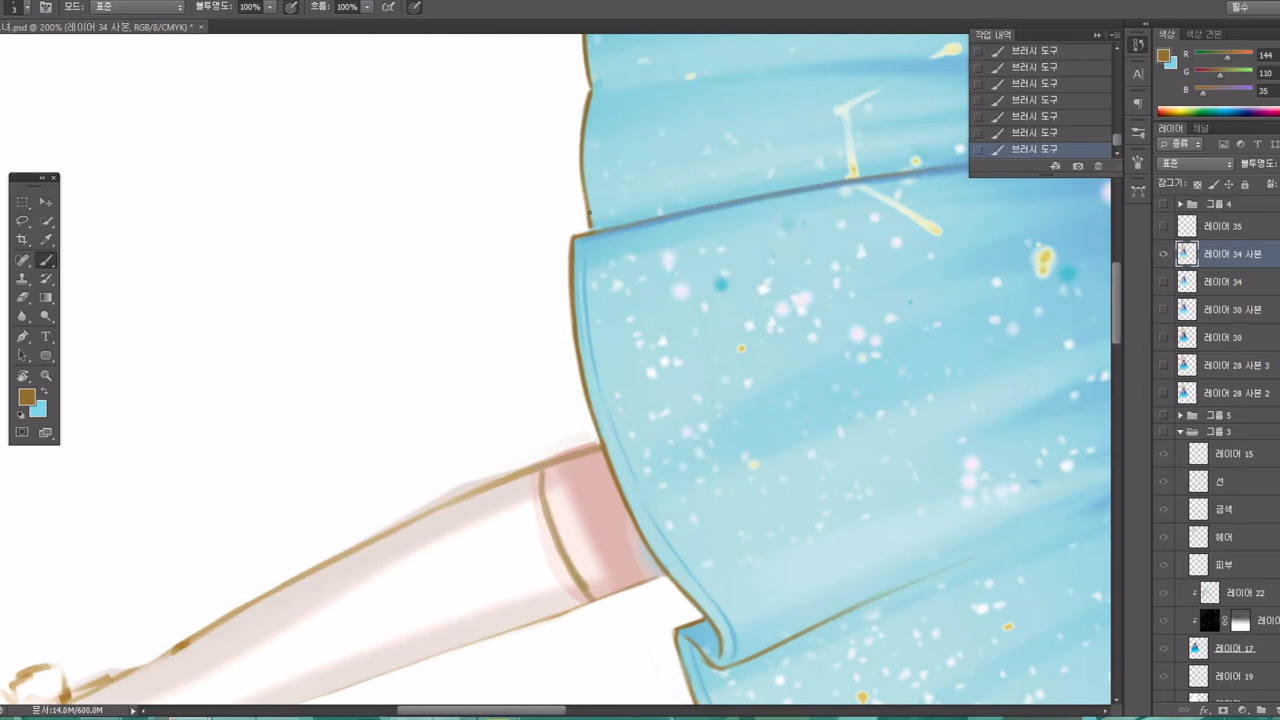 3 모드: 표준 불투명도: 100% 흐름: 100% 필수
녀.psd @ 200% (레이어 34 사본, RGB/8/CMYK) * ×
작업 내역
브러시 도구
브러시 도구
브러시 도구
브러시 도구
브러시 도구
브러시 도구
브러시 도구
색상 색상 견본
R 144
G 110
B 35
레이어 채널
종류
표준 불투명도:
잠그기: 칠:
그룹 4
레이어 35
레이어 34 사본
레이어 34
레이어 30 사본
레이어 30
레이어 28 사본 3
레이어 28 사본 2
그룹 5
그룹 3
레이어 15
선
금색
헤어
피부
레이어 22
레이어 17
레이어 19
문서:14.0M/600.0M